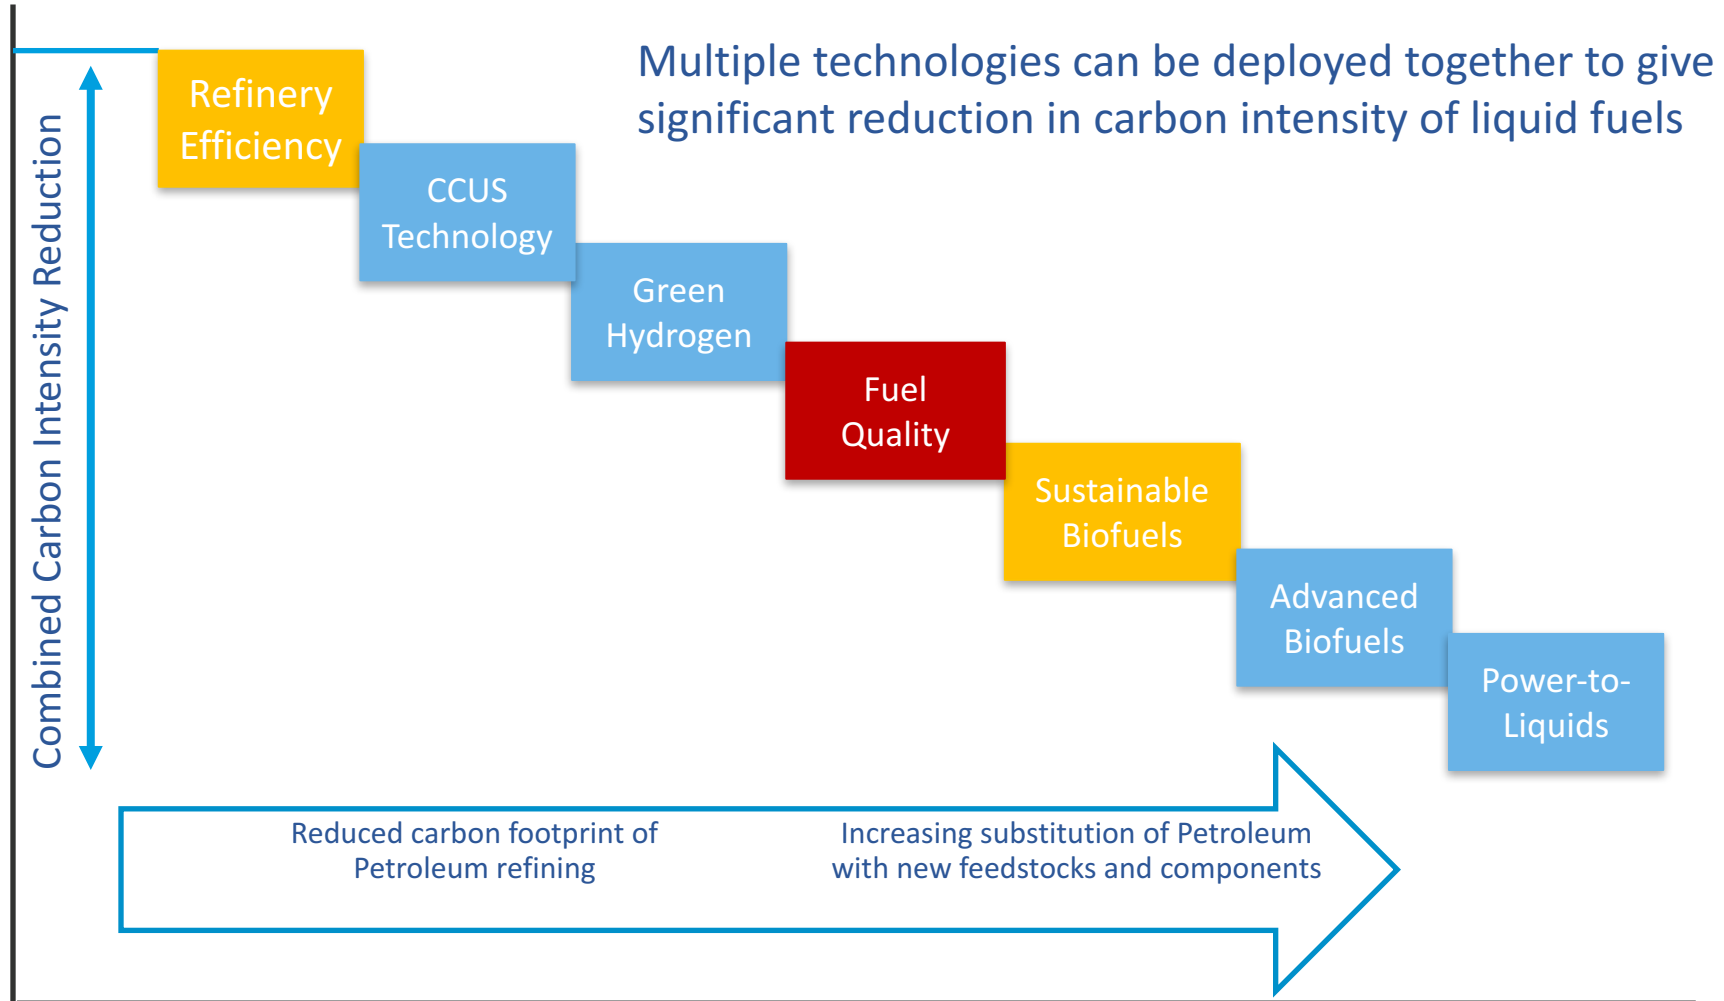 Multiple technologies can be deployed together to give
significant reduction in carbon intensity of liquid fuels
Combined Carbon Intensity Reduction
Refinery
Efficiency
CCUS
Technology
Green
Hydrogen
Fuel
Quality
Sustainable
Biofuels
Advanced
Biofuels
Power-to-
Liquids
Reduced carbon footprint of
Petroleum refining
Increasing substitution of Petroleum
with new feedstocks and components